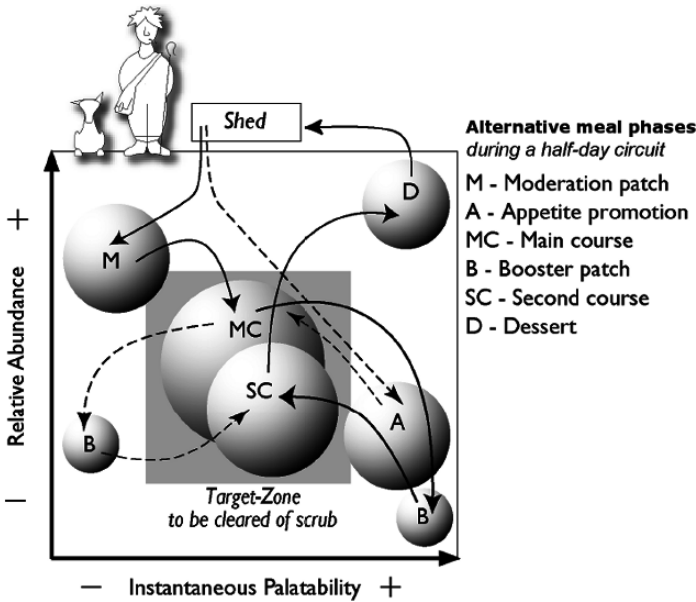 Shed
Alternative meal phases
during a half-day circuit
M - Moderation patch
A - Appetite promotion
MC - Main course
B - Booster patch
SC - Second course
D - Dessert
D
M
MC
SC
A
B
B
Target-Zone
to be cleared of scrub
+
Relative Abundance
—
— Instantaneous Palatability +